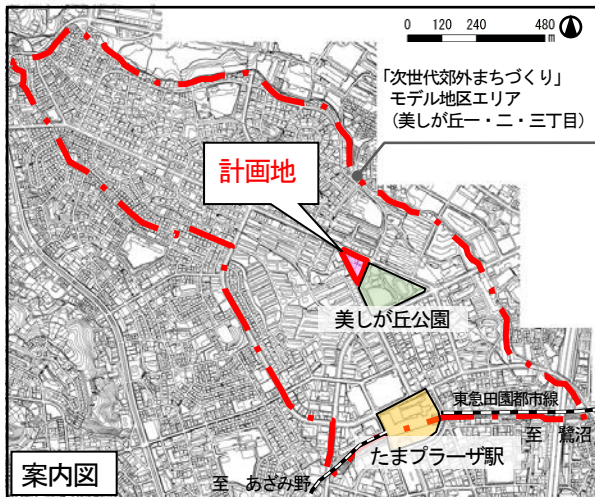 0 120 240 480
m
「次世代郊外まちづくり」
モデル地区エリア
(美しが丘一・二・三丁目)
計画地
美しが丘公園
東急田園都市線
至 鷺沼
たまプラーザ駅
至 あざみ野
案内図